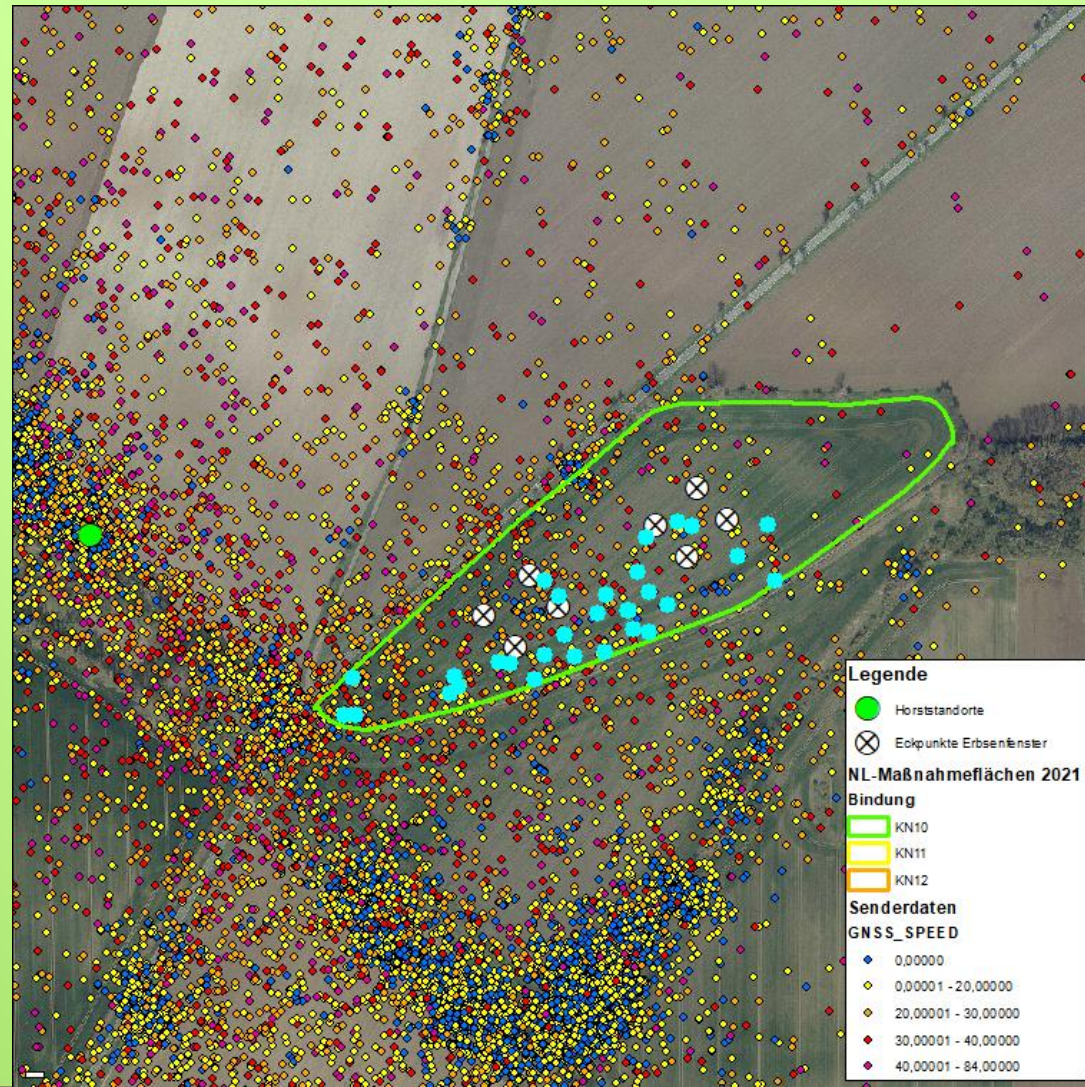 Legende
Horststandorte
Eckpunkte Erbsenfenster
NL-Maßnahmeflächen 2021
Bindung
KN10
KN11
KN12
Senderdaten
GNSS_SPEED
0,00000
0,00001 - 20,00000
20,00001 - 30,00000
30,00001 - 40,00000
40,00001 - 84,00000